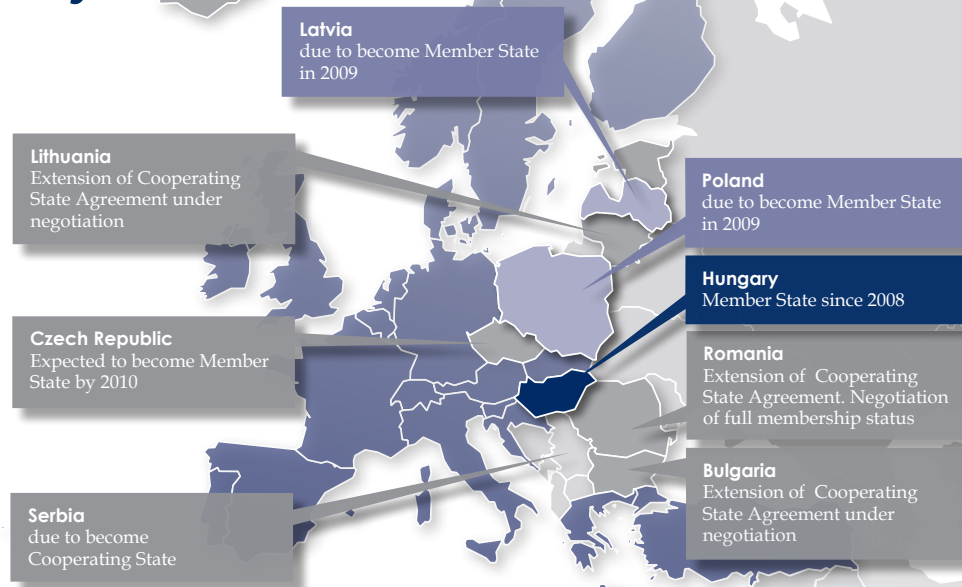 Latvia
due to become Member State
in 2009
Lithuania
Extension of Cooperating
State Agreement under
negotiation
Poland
due to become Member State
in 2009
Hungary
Member State since 2008
Czech Republic
Expected to become Member
State by 2010
Romania
Extension of Cooperating
State Agreement. Negotiation
of full membership status
Bulgaria
Extension of Cooperating
State Agreement under
negotiation
Serbia
due to become
Cooperating State